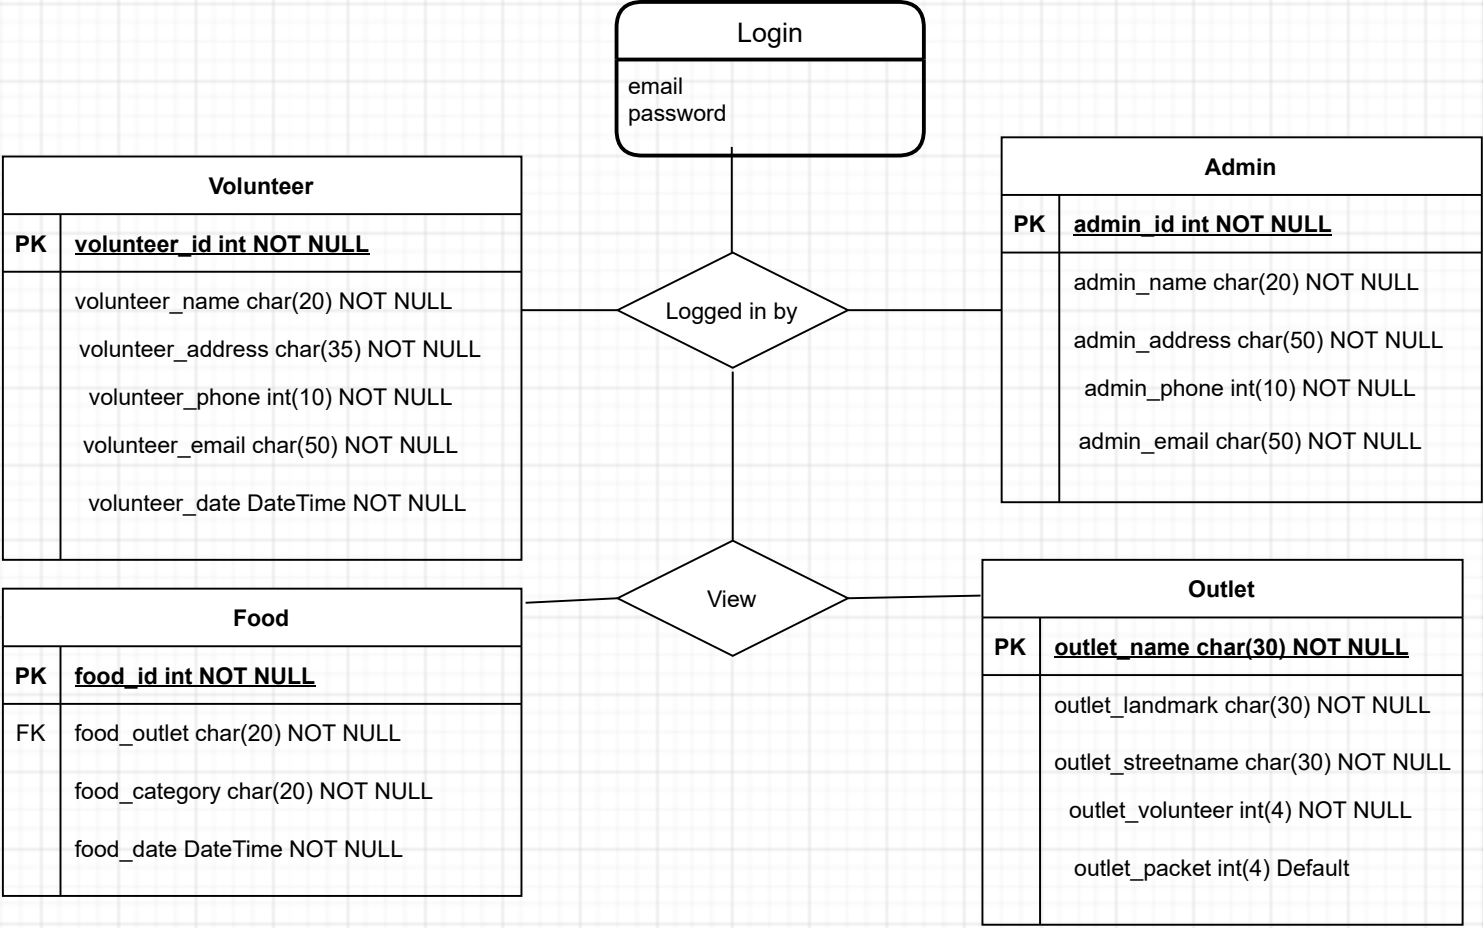 Login
email
password
Volunteer
PK volunteer_id int NOT NULL
volunteer_name char(20) NOT NULL
volunteer_address char(35) NOT NULL
volunteer_phone int(10) NOT NULL
volunteer_email char(50) NOT NULL
volunteer_date DateTime NOT NULL
Logged in by
Admin
PK admin_id int NOT NULL
admin_name char(20) NOT NULL
admin_address char(50) NOT NULL
admin_phone int(10) NOT NULL
admin_email char(50) NOT NULL
Food
PK food_id int NOT NULL
FK food_outlet char(20) NOT NULL
food_category char(20) NOT NULL
food_date DateTime NOT NULL
View
Outlet
PK outlet_name char(30) NOT NULL
outlet_landmark char(30) NOT NULL
outlet_streetname char(30) NOT NULL
outlet_volunteer int(4) NOT NULL
outlet_packet int(4) Default